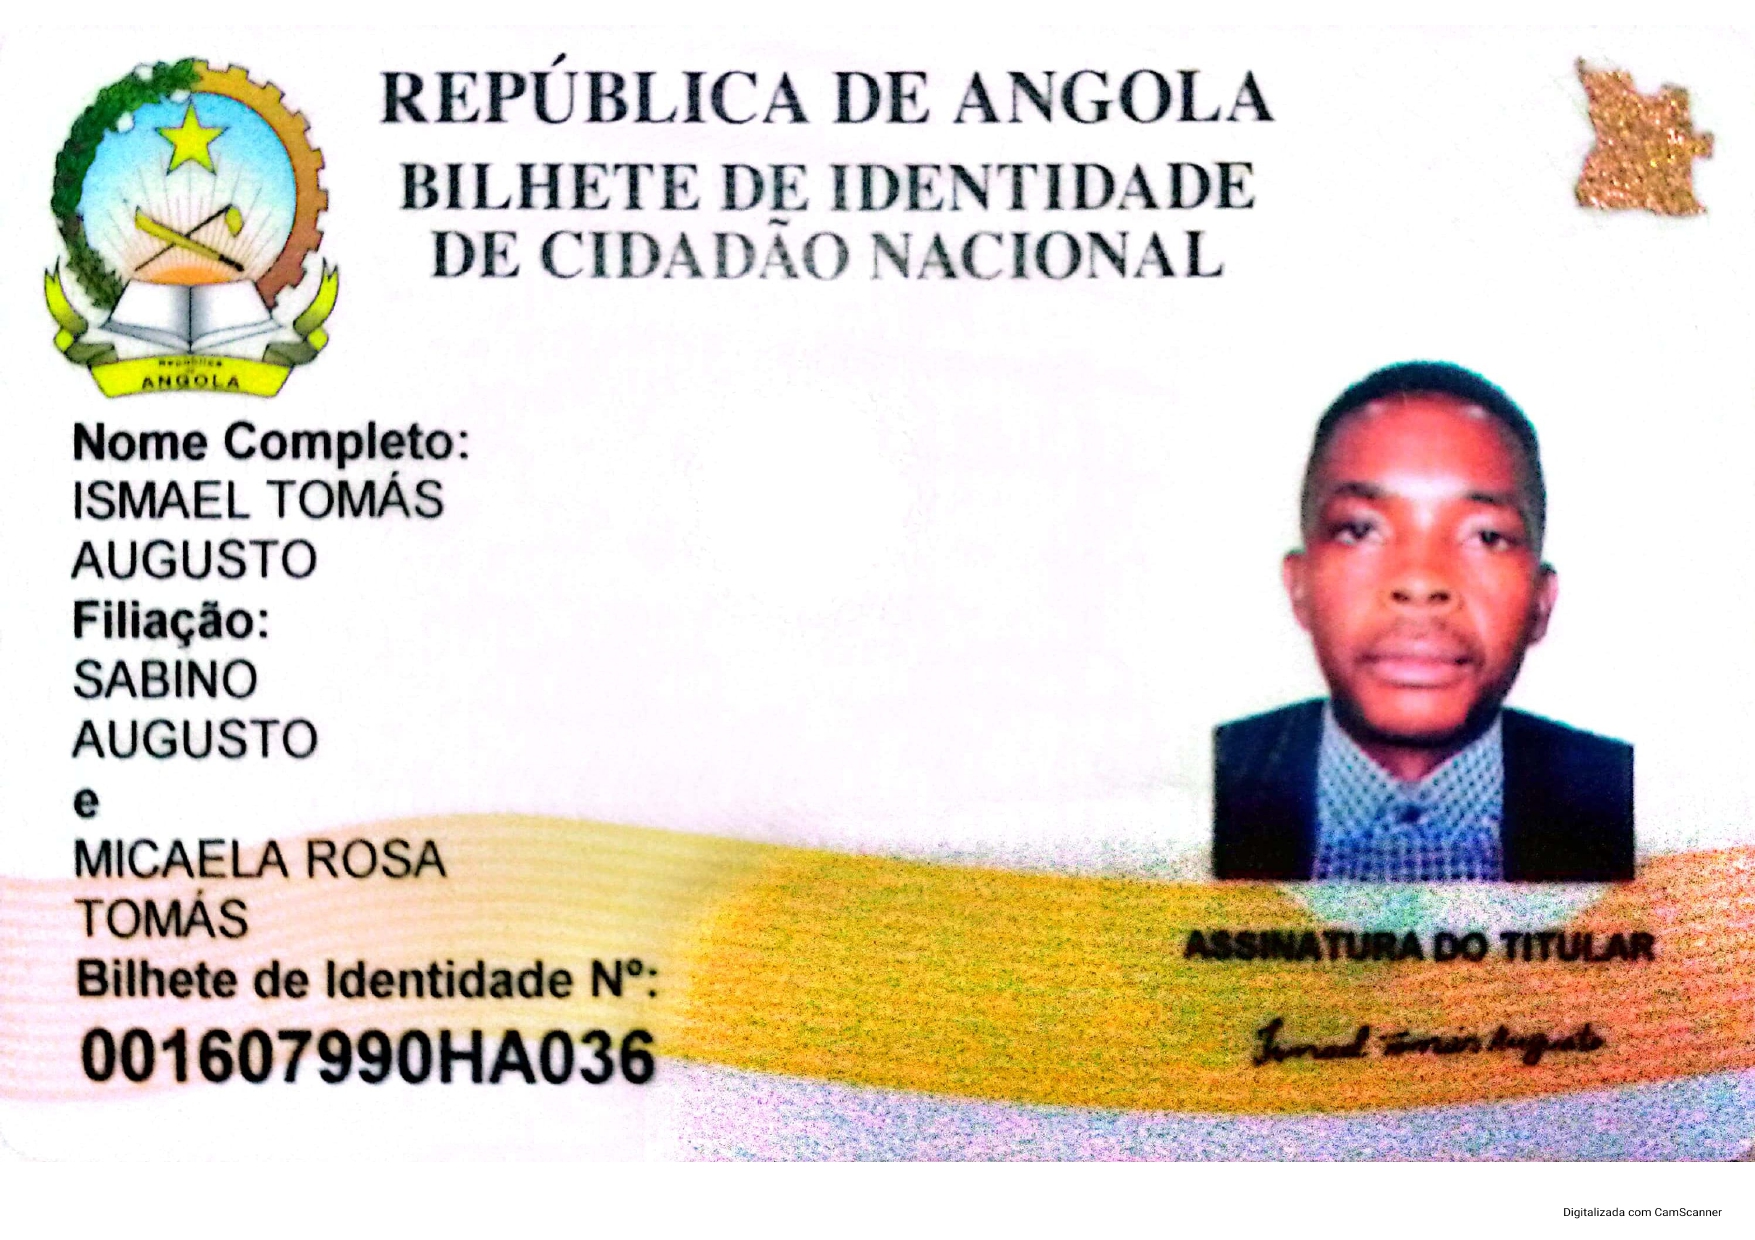 REPÚBLICA DE ANGOLA
BILHETE DE IDENTIDADE
DE CIDADÃO NACIONAL
República
de
ANGOLA
Nome Completo:
ISMAEL TOMÁS
AUGUSTO
Filiação:
SABINO
AUGUSTO
e
MICAELA ROSA
TOMÁS
Bilhete de Identidade Nº:
001607990HA036
ASSINATURA DO TITULAR
Ismael Tomás Augusto
Digitalizada com CamScanner